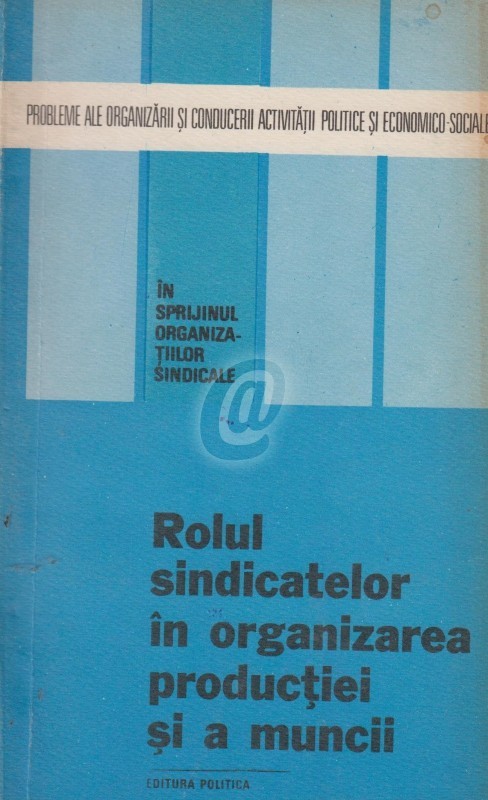 PROBLEME ALE ORGANIZĂRII ȘI CONDUCERII ACTIVITĂȚII POLITICE ȘI ECONOMICO-SOCIALE
ÎN
SPRIJINUL
ORGANIZA-
ȚIILOR
SINDICALE
Rolul
sindicatelor
în organizarea
producției
și a muncii
EDITURA POLITICA